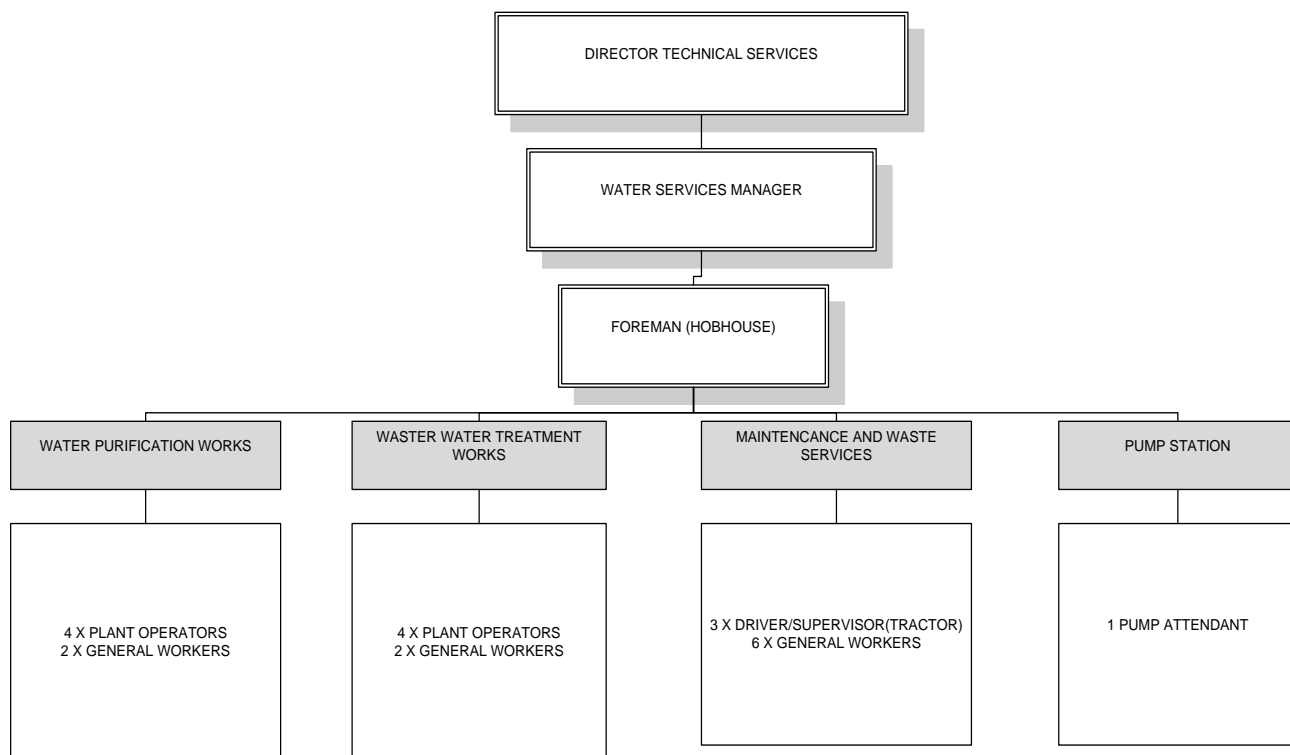 DIRECTOR TECHNICAL SERVICES
WATER SERVICES MANAGER
FOREMAN (HOBHOUSE)
WATER PURIFICATION WORKS
WASTER WATER TREATMENT
WORKS
MAINTENCANCE AND WASTE
SERVICES
PUMP STATION
4 X PLANT OPERATORS
2 X GENERAL WORKERS
4 X PLANT OPERATORS
2 X GENERAL WORKERS
3 X DRIVER/SUPERVISOR(TRACTOR)
6 X GENERAL WORKERS
1 PUMP ATTENDANT